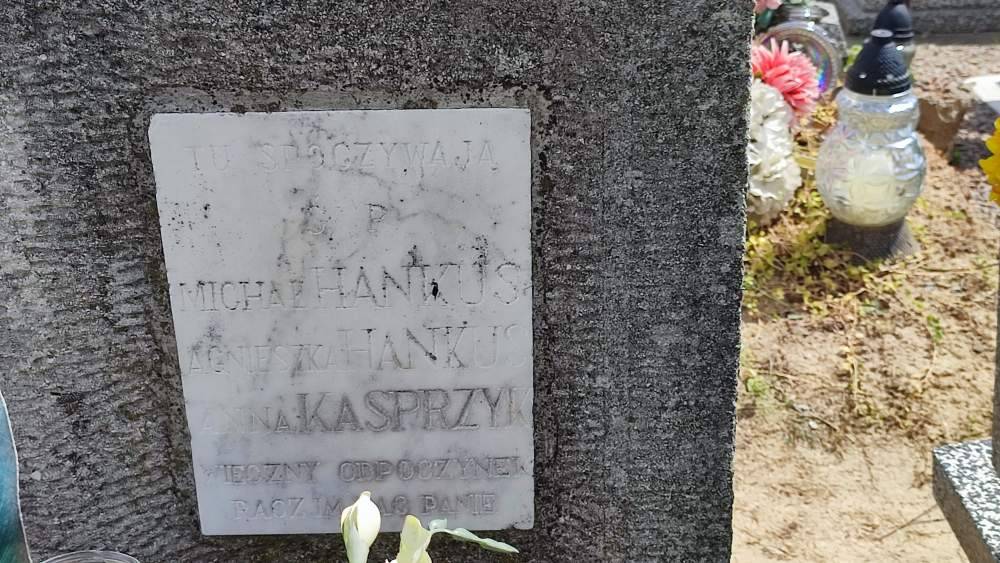 TU SPOCZYWAJĄ
Ś P
MICHAŁ HANKUS
AGNIESZKA HANKUS
ANNA KASPRZYK
WIECZNY ODPOCZYNEK
RACZ IM DAĆ PANIE